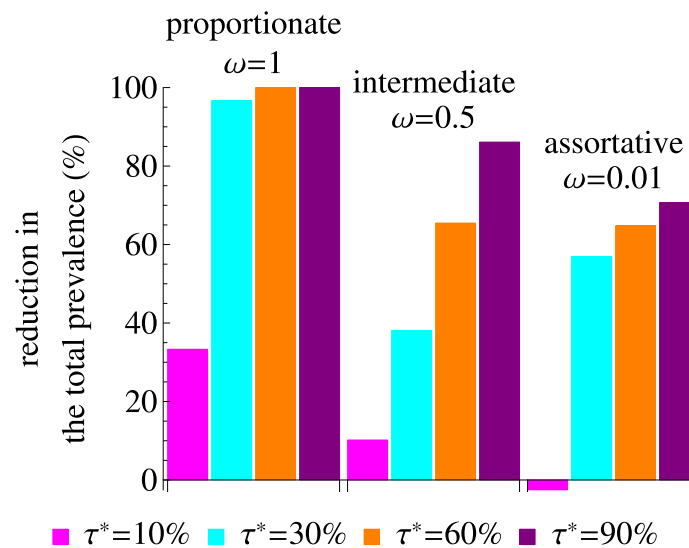 proportionate
ω=1
intermediate
ω=0.5
assortative
ω=0.01
reduction in
the total prevalence (%)
100
80
60
40
20
0
τ*=10% τ*=30% τ*=60% τ*=90%